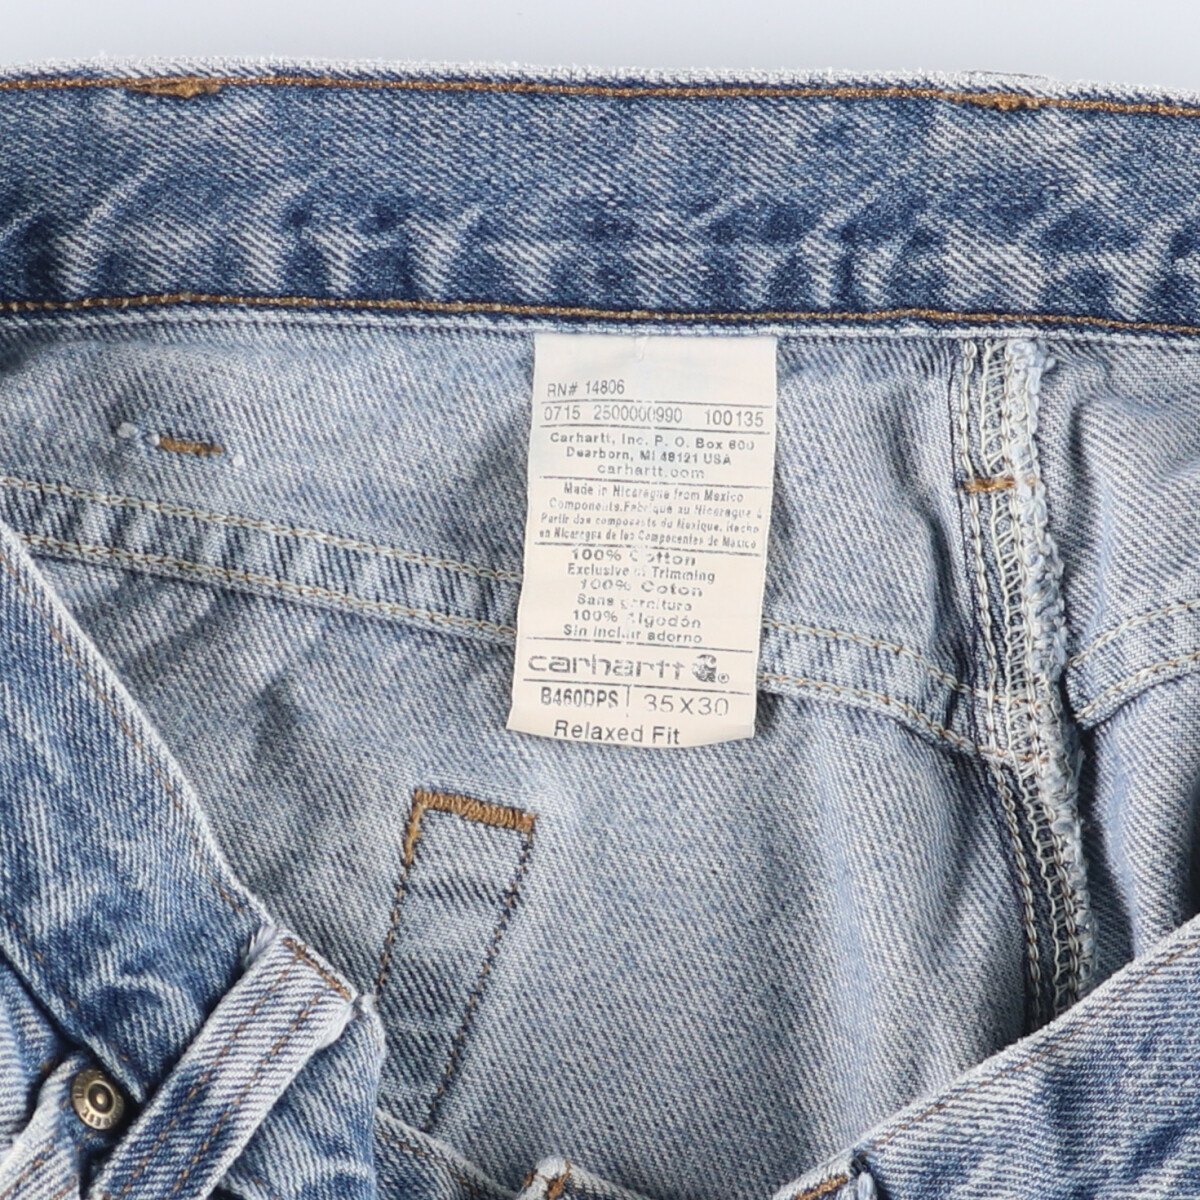 RN# 14806
0715 2500000990 100135
Carhartt, Inc. P. O. Box 600
Dearborn, MI 48121 USA
carhartt.com
Made in Nicaragua from Mexico
Components. Fabriqué au Nicaragua à
Partir des composants du Mexique. Hecho
en Nicaragua de los Componentes de Mexico
100% Cotton
Exclusive of Trimming
100% Coton
Sans garniture
100% Algodón
Sin incluir adorno
carhartt ®.
B460DPS 35X30
Relaxed Fit